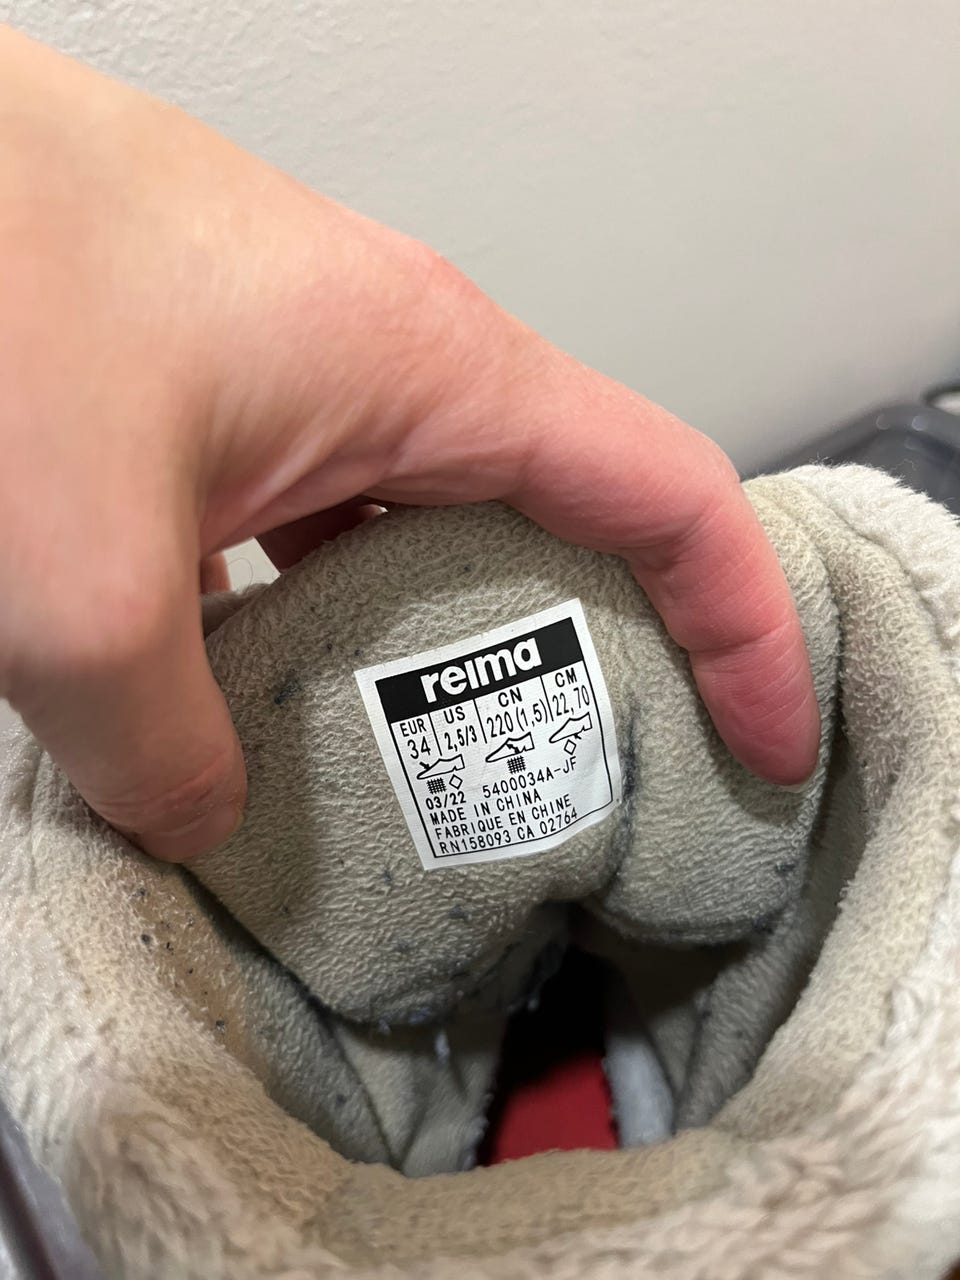 reima
EUR US CN CM
34 2,5/3 220(1,5) 22,70
03/22 5400034A-JF
MADE IN CHINA
FABRIQUE EN CHINE
RN158093 CA 02764